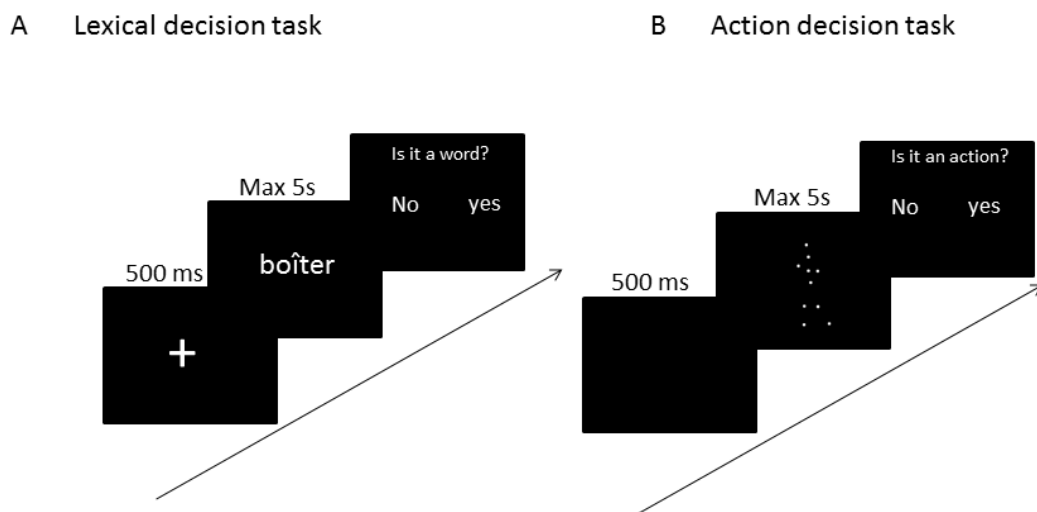 A Lexical decision task
500 ms
+
Max 5s
boîter
Is it a word?
No yes
B Action decision task
500 ms
Max 5s
Is it an action?
No yes